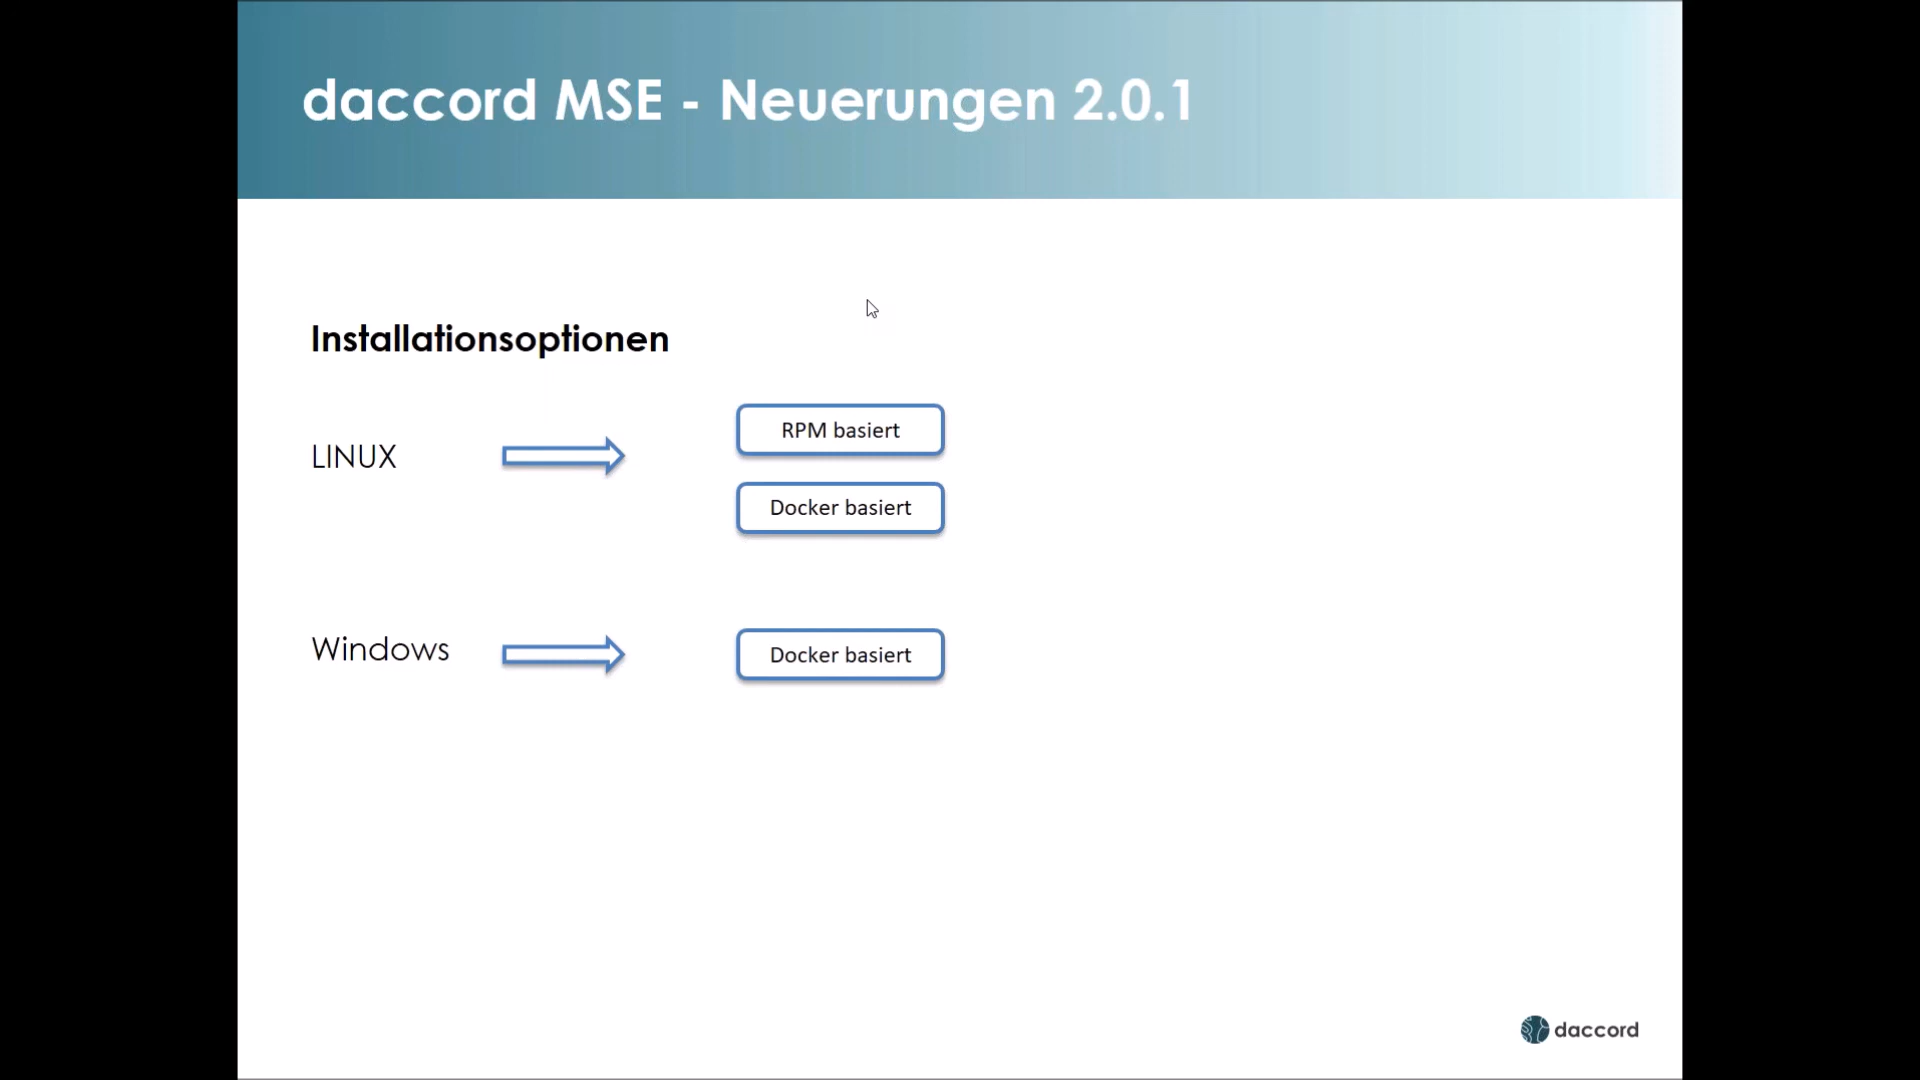 daccord MSE - Neuerungen 2.0.1
Installationsoptionen
LINUX
RPM basiert
Docker basiert
Windows
Docker basiert
daccord